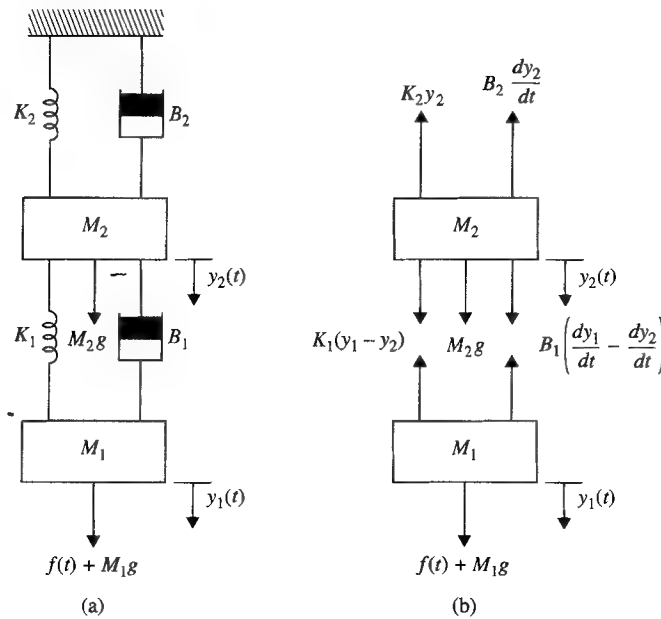 K₂
B₂
M₂
y₂(t)
K₁
M₂g
B₁
M₁
y₁(t)
f(t) + M₁g
(a)
K₂y₂
B₂ dy₂/dt
M₂
y₂(t)
K₁(y₁ – y₂)
M₂g
B₁(dy₁/dt – dy₂/dt)
M₁
y₁(t)
f(t) + M₁g
(b)